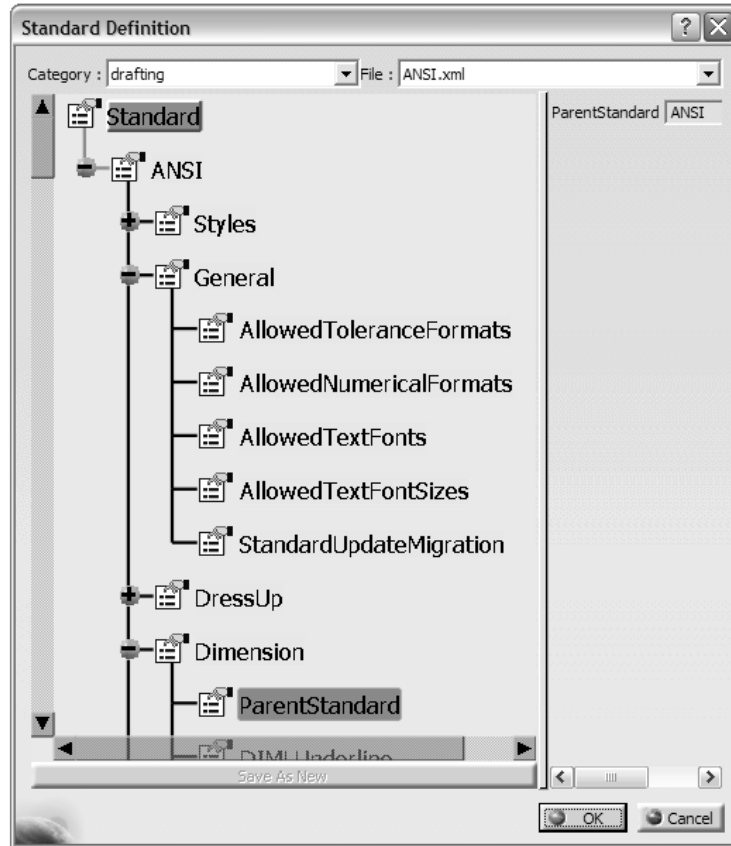 Standard Definition
Category : drafting File : ANSI.xml
Standard
ParentStandard ANSI
ANSI
Styles
General
AllowedToleranceFormats
AllowedNumericalFormats
AllowedTextFonts
AllowedTextFontSizes
StandardUpdateMigration
DressUp
Dimension
ParentStandard
DIMLUnderline
Save As New
OK Cancel